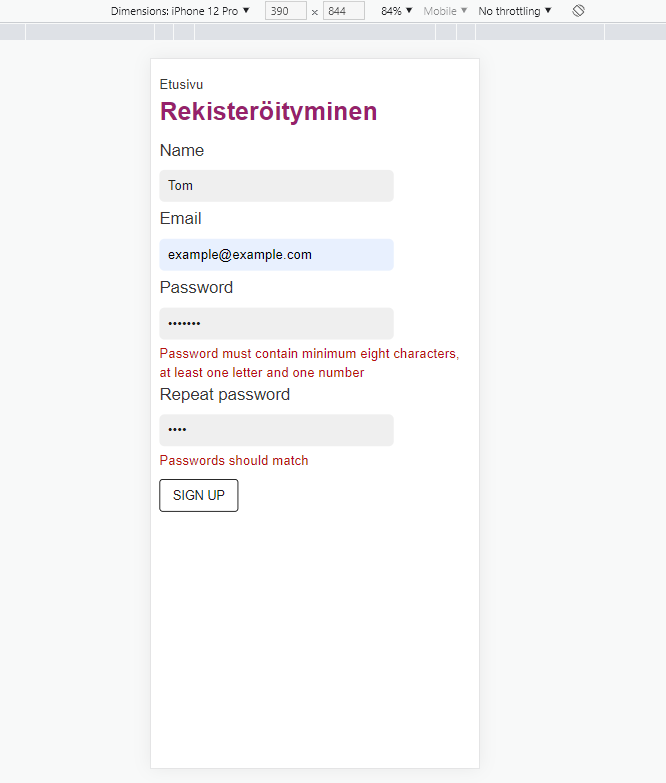 Dimensions: iPhone 12 Pro ▼ 390 × 844 84% ▼ Mobile ▼ No throttling ▼
Etusivu
Rekisteröityminen
Name
Tom
Email
example@example.com
Password
•••••••
Password must contain minimum eight characters,
at least one letter and one number
Repeat password
••••
Passwords should match
SIGN UP